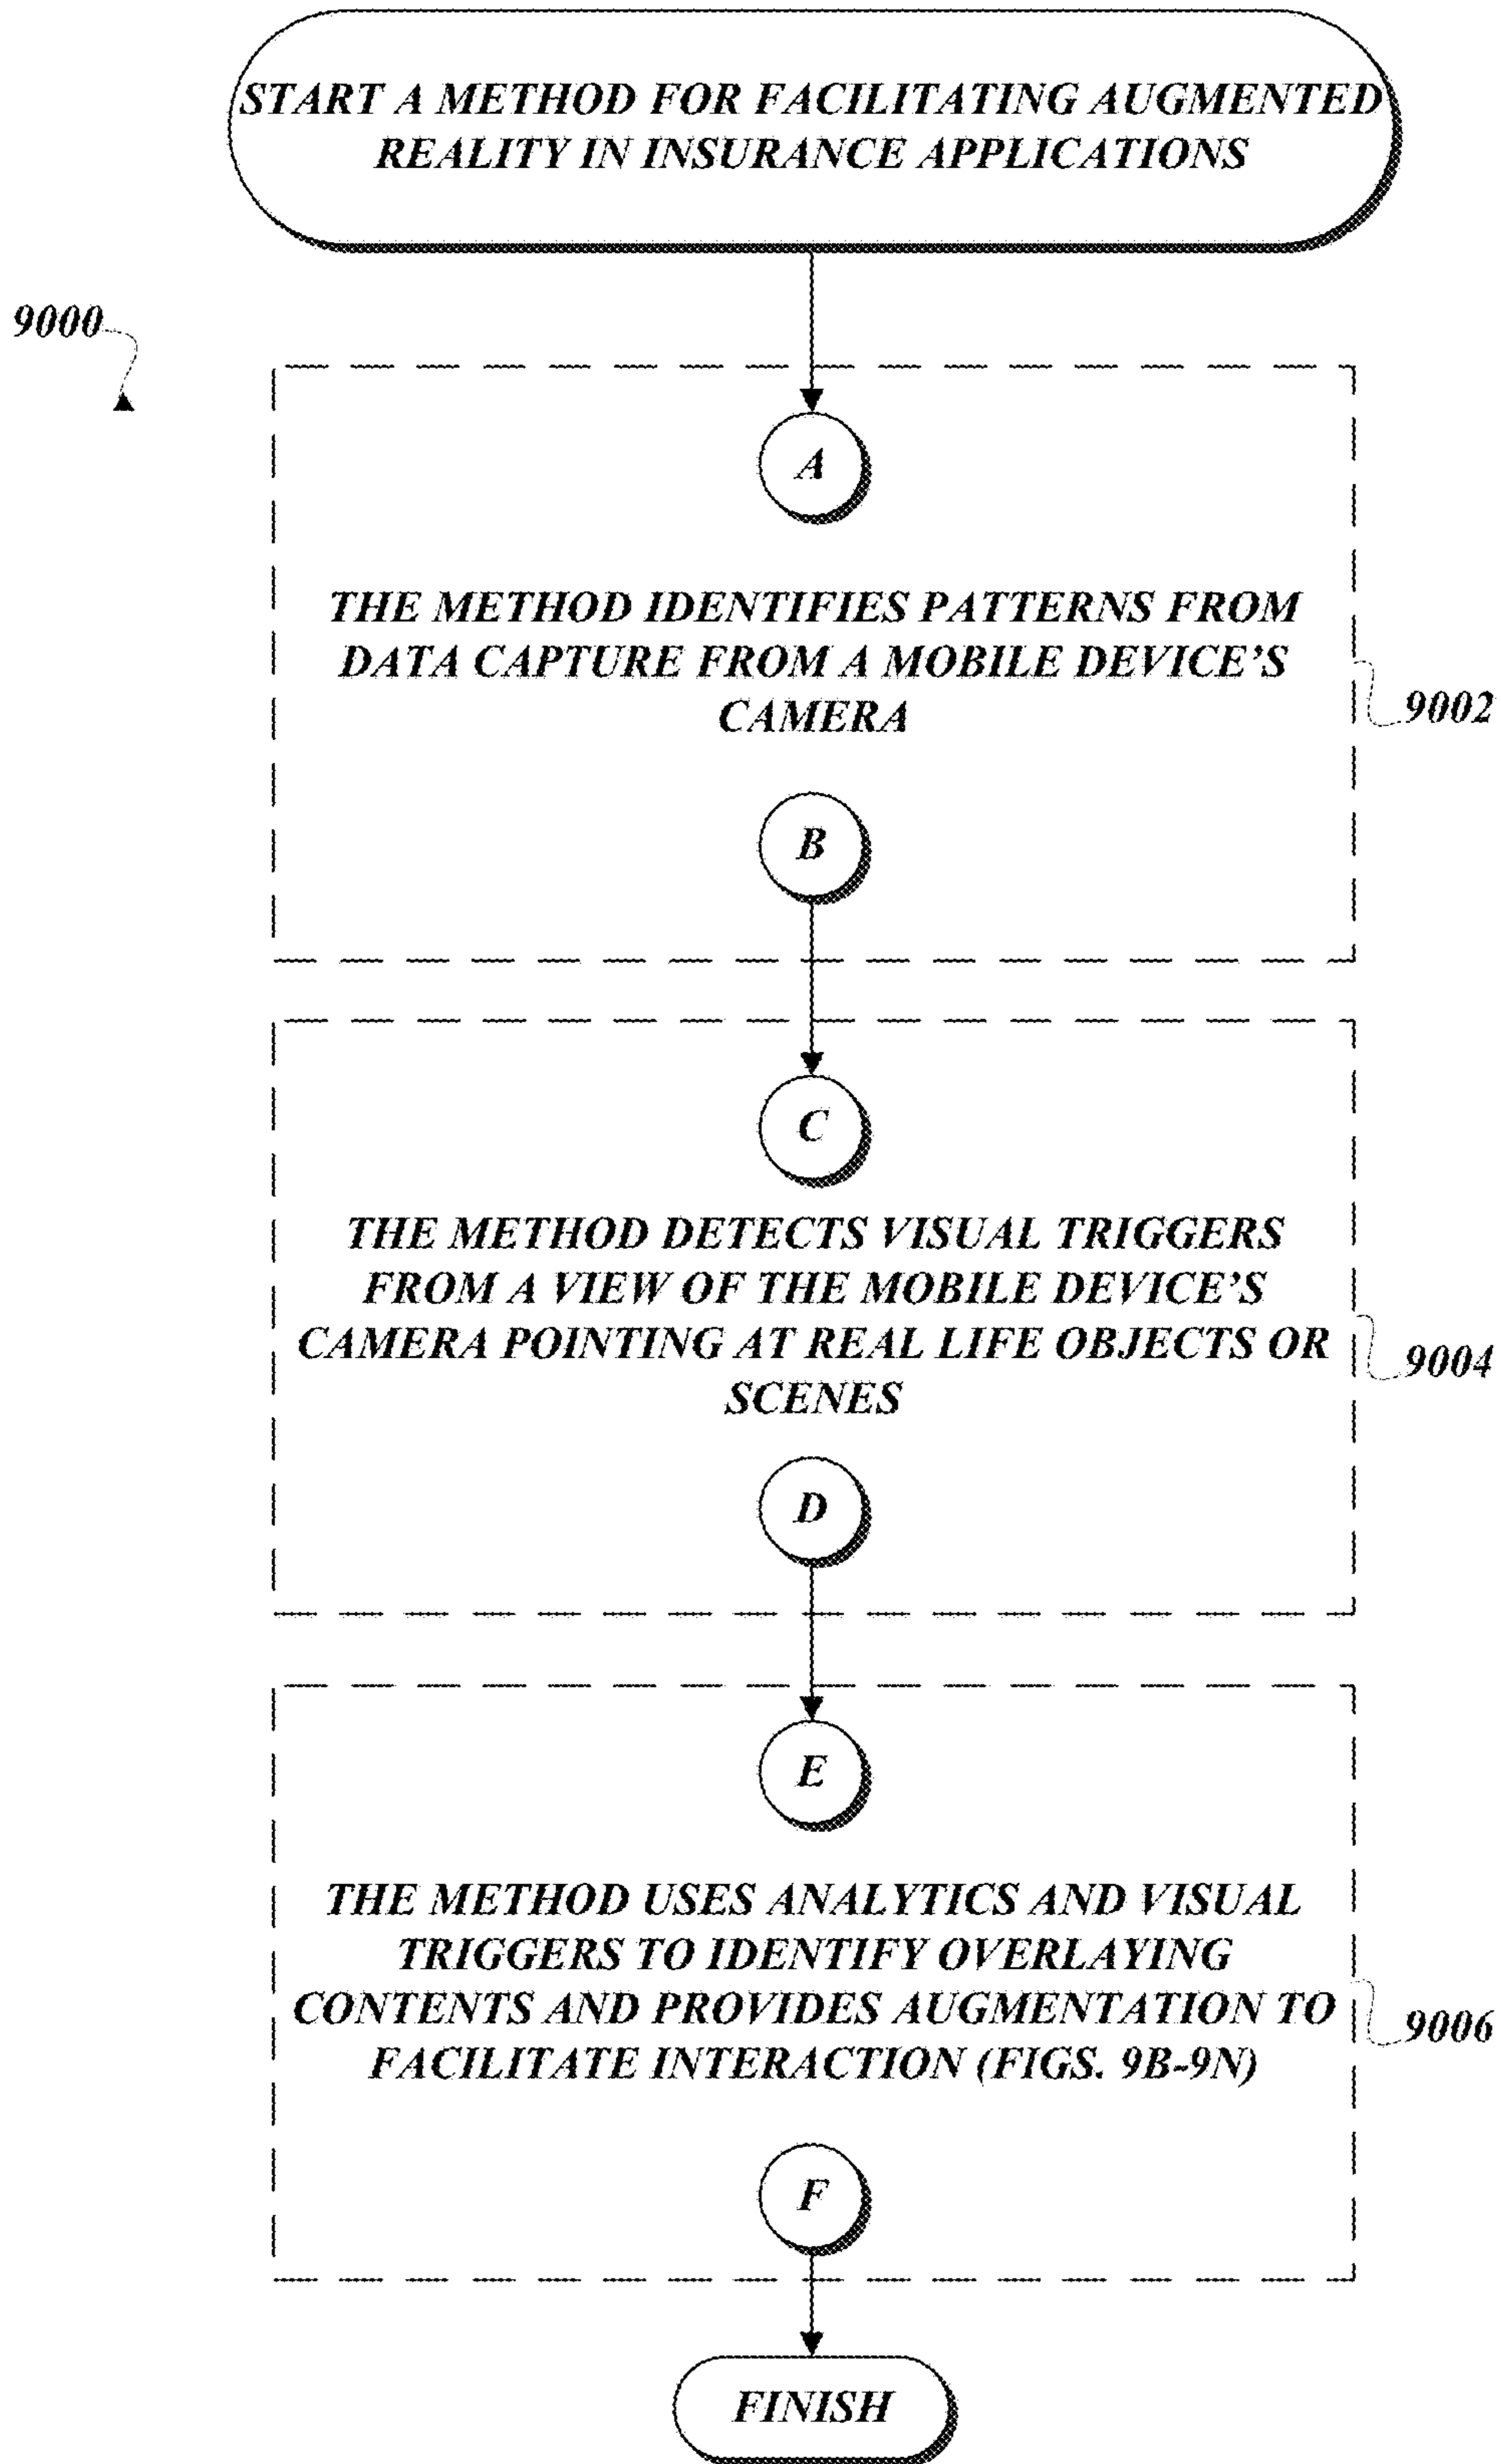 START A METHOD FOR FACILITATING AUGMENTED
REALITY IN INSURANCE APPLICATIONS
9000
A
THE METHOD IDENTIFIES PATTERNS FROM
DATA CAPTURE FROM A MOBILE DEVICE’S
CAMERA
9002
B
C
THE METHOD DETECTS VISUAL TRIGGERS
FROM A VIEW OF THE MOBILE DEVICE’S
CAMERA POINTING AT REAL LIFE OBJECTS OR
SCENES
9004
D
E
THE METHOD USES ANALYTICS AND VISUAL
TRIGGERS TO IDENTIFY OVERLAYING
CONTENTS AND PROVIDES AUGMENTATION TO
FACILITATE INTERACTION (FIGS. 9B-9N)
9006
F
FINISH